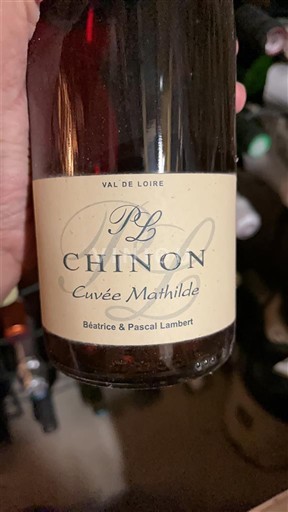 VAL DE LOIRE
PL
CHINON
Cuvée Mathilde
Béatrice & Pascal Lambert